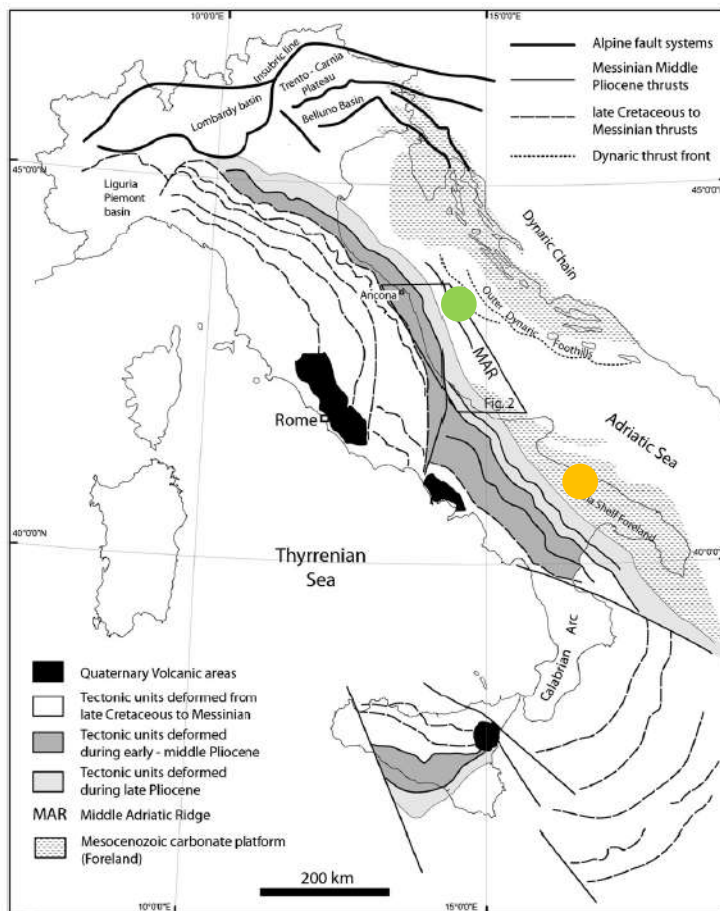 10°0'0"E
15°0'0"E
Alpine fault systems
Messinian Middle
Pliocene thrusts
late Cretaceous to
Messinian thrusts
Dynaric thrust front
Insubric line
Trento - Carnia
Plateau
Lombardy basin
Belluno Basin
45°0'0"N
45°0'0"N
Liguria
Piemont
basin
Dynaric Chain
Ancona
Outer Dynaric Foothills
MAR
Fig. 2
Rome
Adriatic Sea
Shelf Foreland
40°0'0"N
40°0'0"N
Thyrrenian
Sea
Calabrian Arc
Quaternary Volcanic areas
Tectonic units deformed from
late Cretaceous to Messinian
Tectonic units deformed
during early - middle Pliocene
Tectonic units deformed
during late Pliocene
MAR Middle Adriatic Ridge
Mesocenozoic carbonate platform
(Foreland)
200 km
10°0'0"E
15°0'0"E